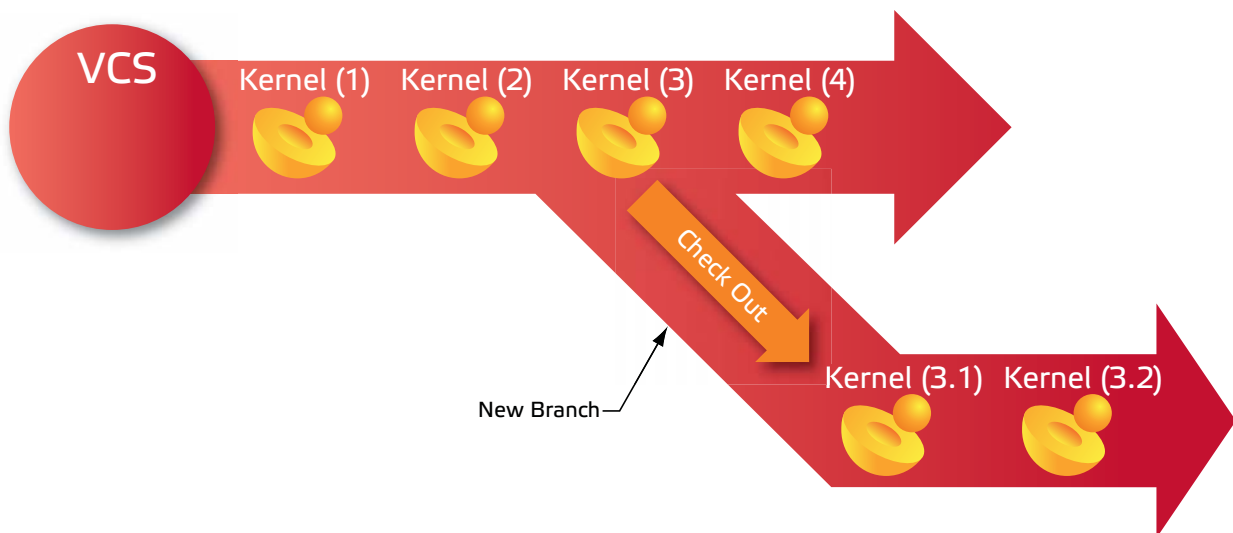 VCS
Kernel (1)
Kernel (2)
Kernel (3)
Kernel (4)
Check Out
New Branch
Kernel (3.1)
Kernel (3.2)